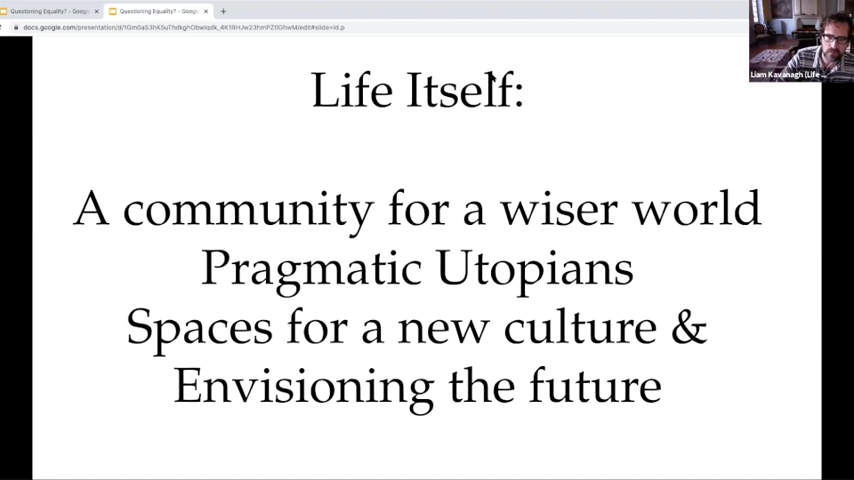 Questioning Equality? - Googl
Questioning Equality? - Goog
Liam Kavanagh (Life ...
Life Itself:
A community for a wiser world
Pragmatic Utopians
Spaces for a new culture &
Envisioning the future